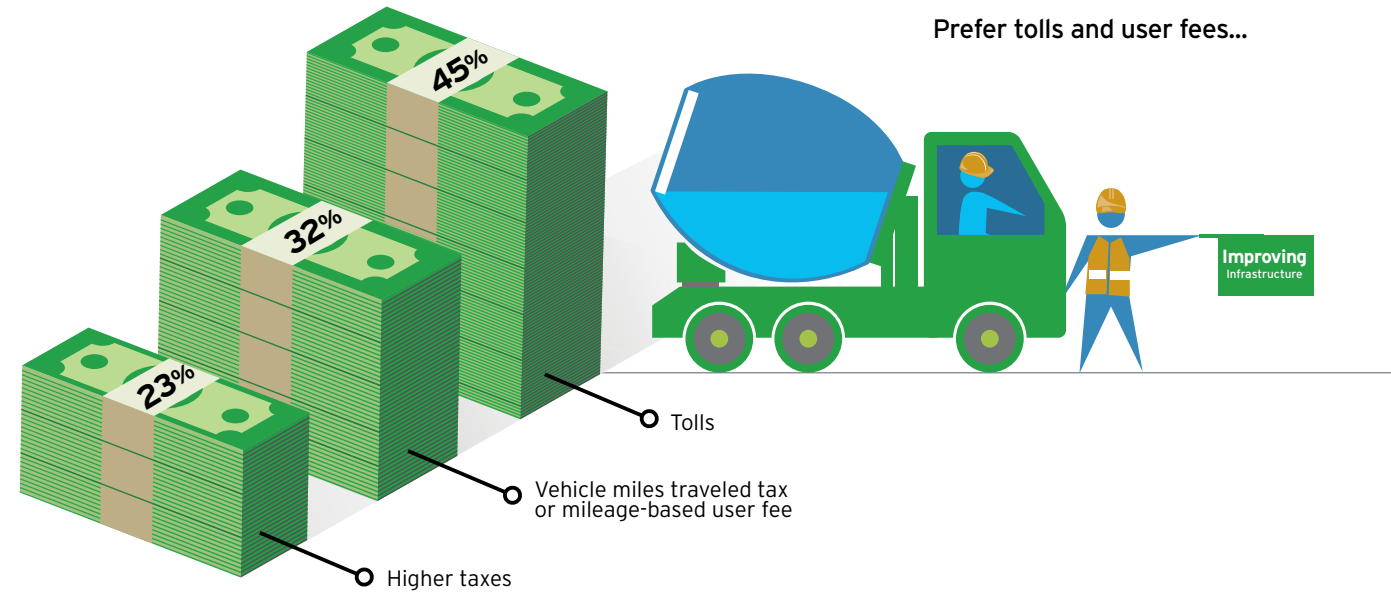 Prefer tolls and user fees...
45%
32%
23%
Improving
Infrastructure
Tolls
Vehicle miles traveled tax
or mileage-based user fee
Higher taxes